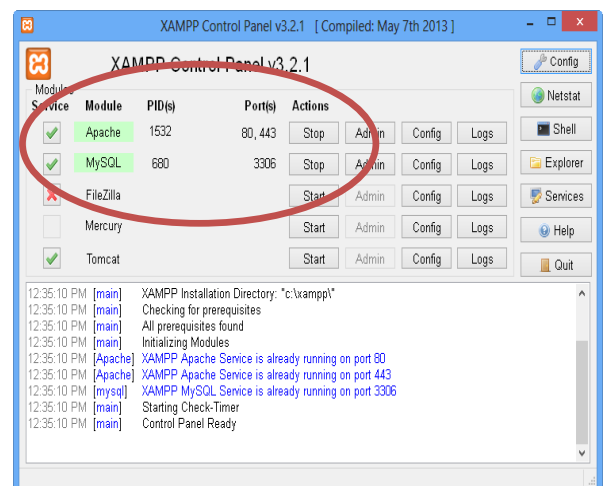 XAMPP Control Panel v3.2.1 [ Compiled: May 7th 2013 ]
XAMPP Control Panel v3.2.1
Config
Modules
Service Module PID(s) Port(s) Actions
Netstat
Apache 1532 80, 443 Stop Admin Config Logs
Shell
MySQL 680 3306 Stop Admin Config Logs
Explorer
FileZilla Start Admin Config Logs
Services
Mercury Start Admin Config Logs
Help
Tomcat Start Admin Config Logs
Quit
12:35:10 PM [main] XAMPP Installation Directory: "c:\xampp\"
12:35:10 PM [main] Checking for prerequisites
12:35:10 PM [main] All prerequisites found
12:35:10 PM [main] Initializing Modules
12:35:10 PM [Apache] XAMPP Apache Service is already running on port 80
12:35:10 PM [Apache] XAMPP Apache Service is already running on port 443
12:35:10 PM [mysql] XAMPP MySQL Service is already running on port 3306
12:35:10 PM [main] Starting Check-Timer
12:35:10 PM [main] Control Panel Ready